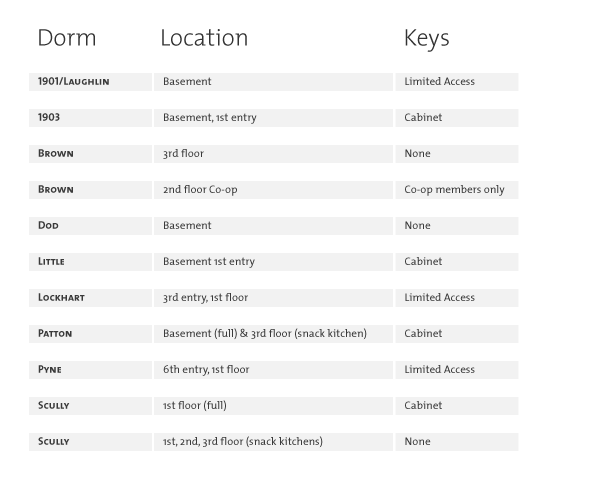 Dorm Location Keys
1901/Laughlin Basement Limited Access
1903 Basement, 1st entry Cabinet
Brown 3rd floor None
Brown 2nd floor Co-op Co-op members only
Dod Basement None
Little Basement 1st entry Cabinet
Lockhart 3rd entry, 1st floor Limited Access
Patton Basement (full) & 3rd floor (snack kitchen) Cabinet
Pyne 6th entry, 1st floor Limited Access
Scully 1st floor (full) Cabinet
Scully 1st, 2nd, 3rd floor (snack kitchens) None